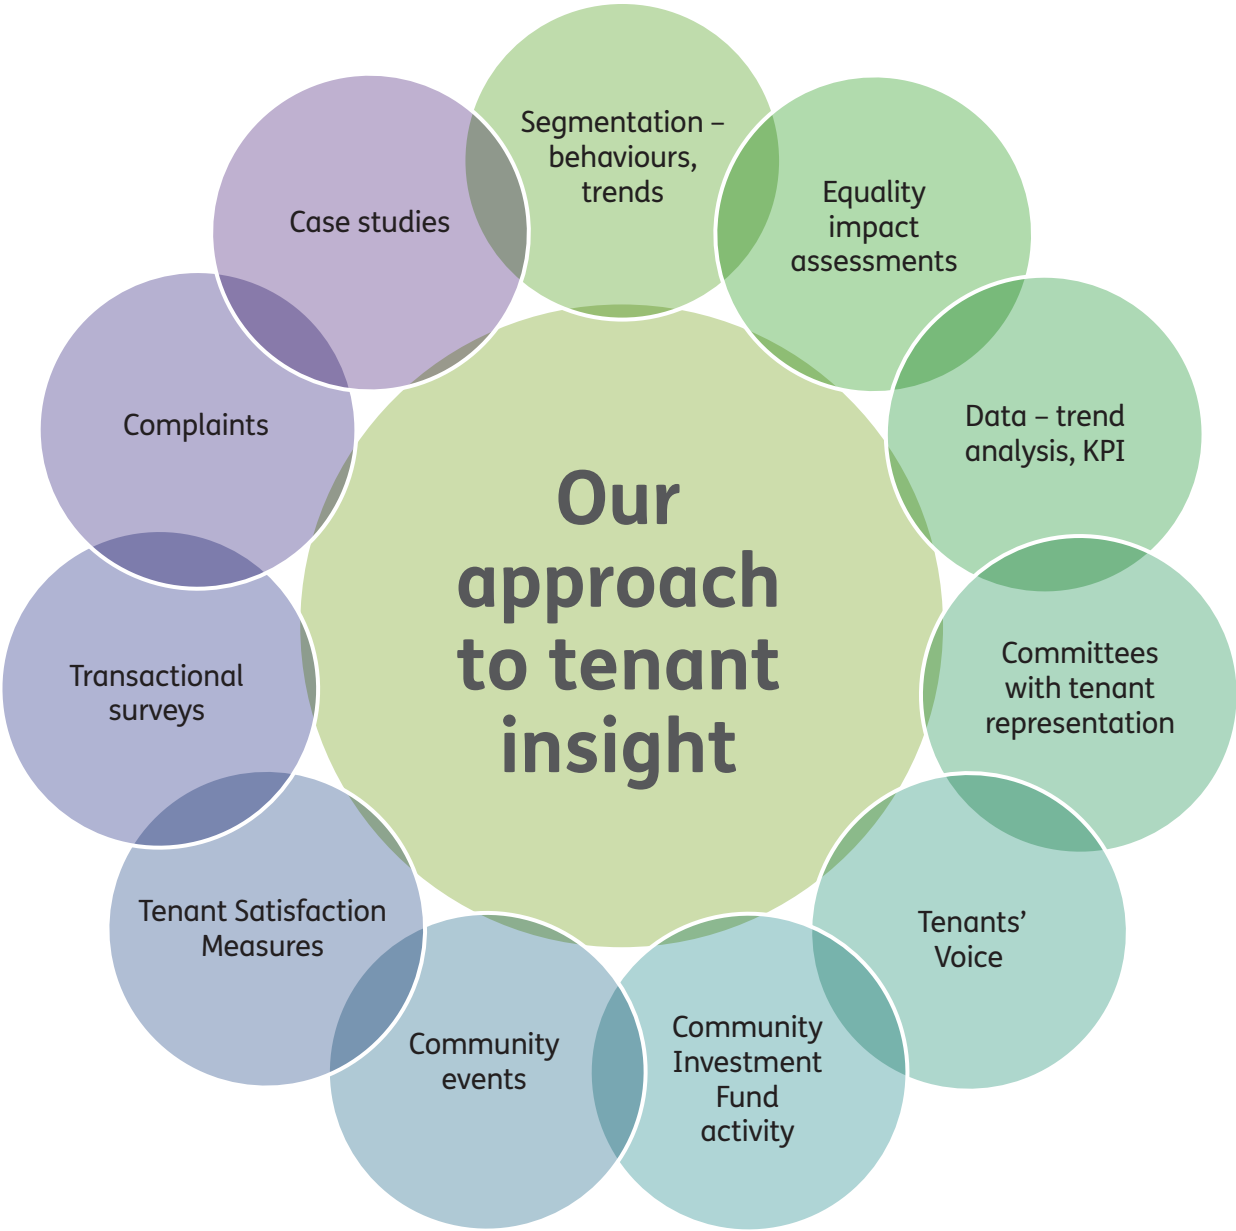 Segmentation –
behaviours,
trends
Equality
impact
assessments
Data – trend
analysis, KPI
Committees
with tenant
representation
Tenants’
Voice
Community
Investment
Fund
activity
Community
events
Tenant Satisfaction
Measures
Transactional
surveys
Complaints
Case studies
Our
approach
to tenant
insight